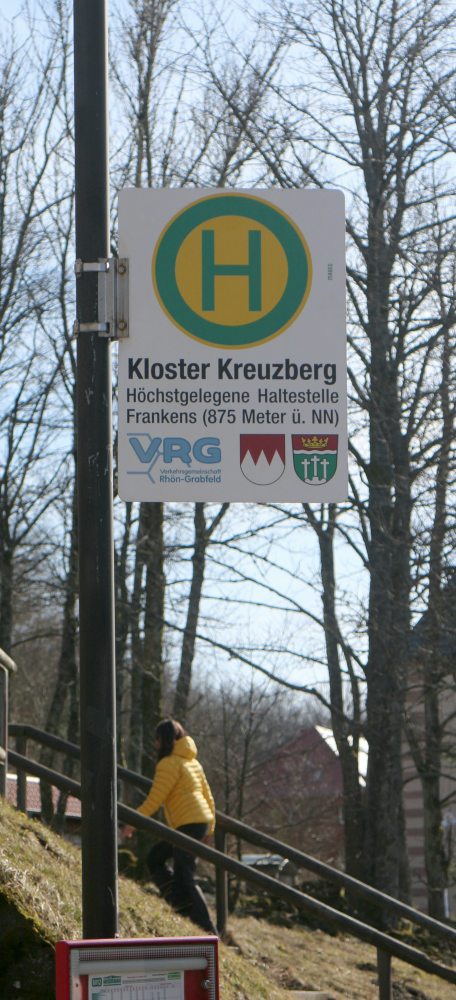 H
Kloster Kreuzberg
Höchstgelegene Haltestelle
Frankens (875 Meter ü. NN)
VRG
Verkehrsgemeinschaft
Rhön-Grabfeld